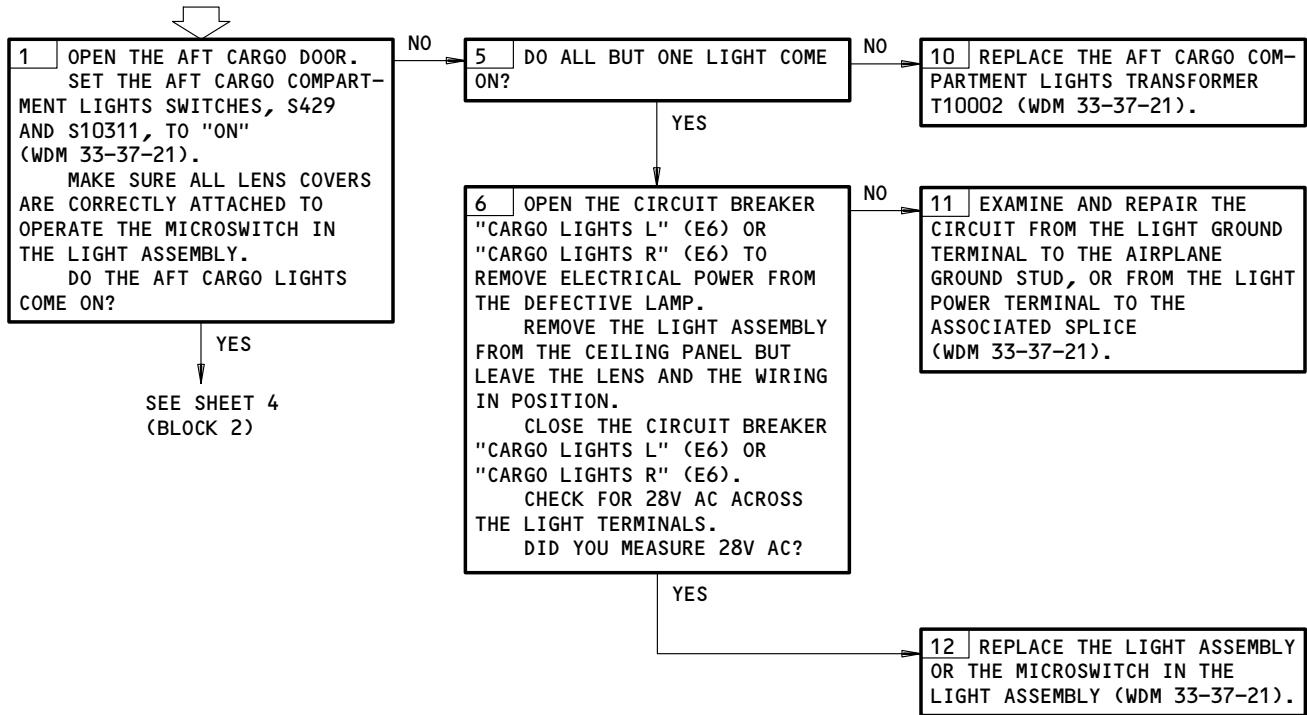 1 OPEN THE AFT CARGO DOOR.
SET THE AFT CARGO COMPART-
MENT LIGHTS SWITCHES, S429
AND S10311, TO "ON"
(WDM 33-37-21).
MAKE SURE ALL LENS COVERS
ARE CORRECTLY ATTACHED TO
OPERATE THE MICROSWITCH IN
THE LIGHT ASSEMBLY.
DO THE AFT CARGO LIGHTS
COME ON?
YES
SEE SHEET 4
(BLOCK 2)
NO
5 DO ALL BUT ONE LIGHT COME
ON?
YES
6 OPEN THE CIRCUIT BREAKER
"CARGO LIGHTS L" (E6) OR
"CARGO LIGHTS R" (E6) TO
REMOVE ELECTRICAL POWER FROM
THE DEFECTIVE LAMP.
REMOVE THE LIGHT ASSEMBLY
FROM THE CEILING PANEL BUT
LEAVE THE LENS AND THE WIRING
IN POSITION.
CLOSE THE CIRCUIT BREAKER
"CARGO LIGHTS L" (E6) OR
"CARGO LIGHTS R" (E6).
CHECK FOR 28V AC ACROSS
THE LIGHT TERMINALS.
DID YOU MEASURE 28V AC?
YES
NO
10 REPLACE THE AFT CARGO COM-
PARTMENT LIGHTS TRANSFORMER
T10002 (WDM 33-37-21).
NO
11 EXAMINE AND REPAIR THE
CIRCUIT FROM THE LIGHT GROUND
TERMINAL TO THE AIRPLANE
GROUND STUD, OR FROM THE LIGHT
POWER TERMINAL TO THE
ASSOCIATED SPLICE
(WDM 33-37-21).
12 REPLACE THE LIGHT ASSEMBLY
OR THE MICROSWITCH IN THE
LIGHT ASSEMBLY (WDM 33-37-21).